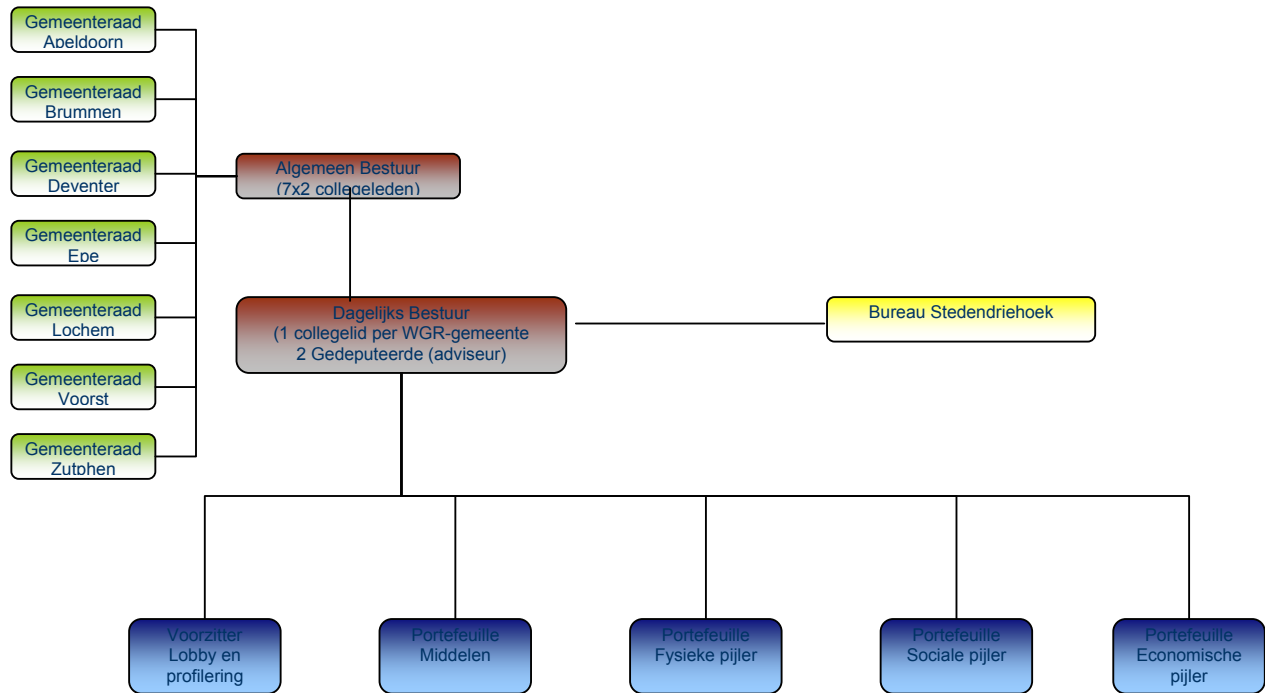 Gemeenteraad
Apeldoorn
Gemeenteraad
Brummen
Gemeenteraad
Deventer
Gemeenteraad
Epe
Gemeenteraad
Lochem
Gemeenteraad
Voorst
Gemeenteraad
Zutphen
Algemeen Bestuur
(7x2 collegeleden)
Dagelijks Bestuur
(1 collegelid per WGR-gemeente
2 Gedeputeerde (adviseur)
Bureau Stedendriehoek
Voorzitter
Lobby en
profilering
Portefeuille
Middelen
Portefeuille
Fysieke pijler
Portefeuille
Sociale pijler
Portefeuille
Economische
pijler